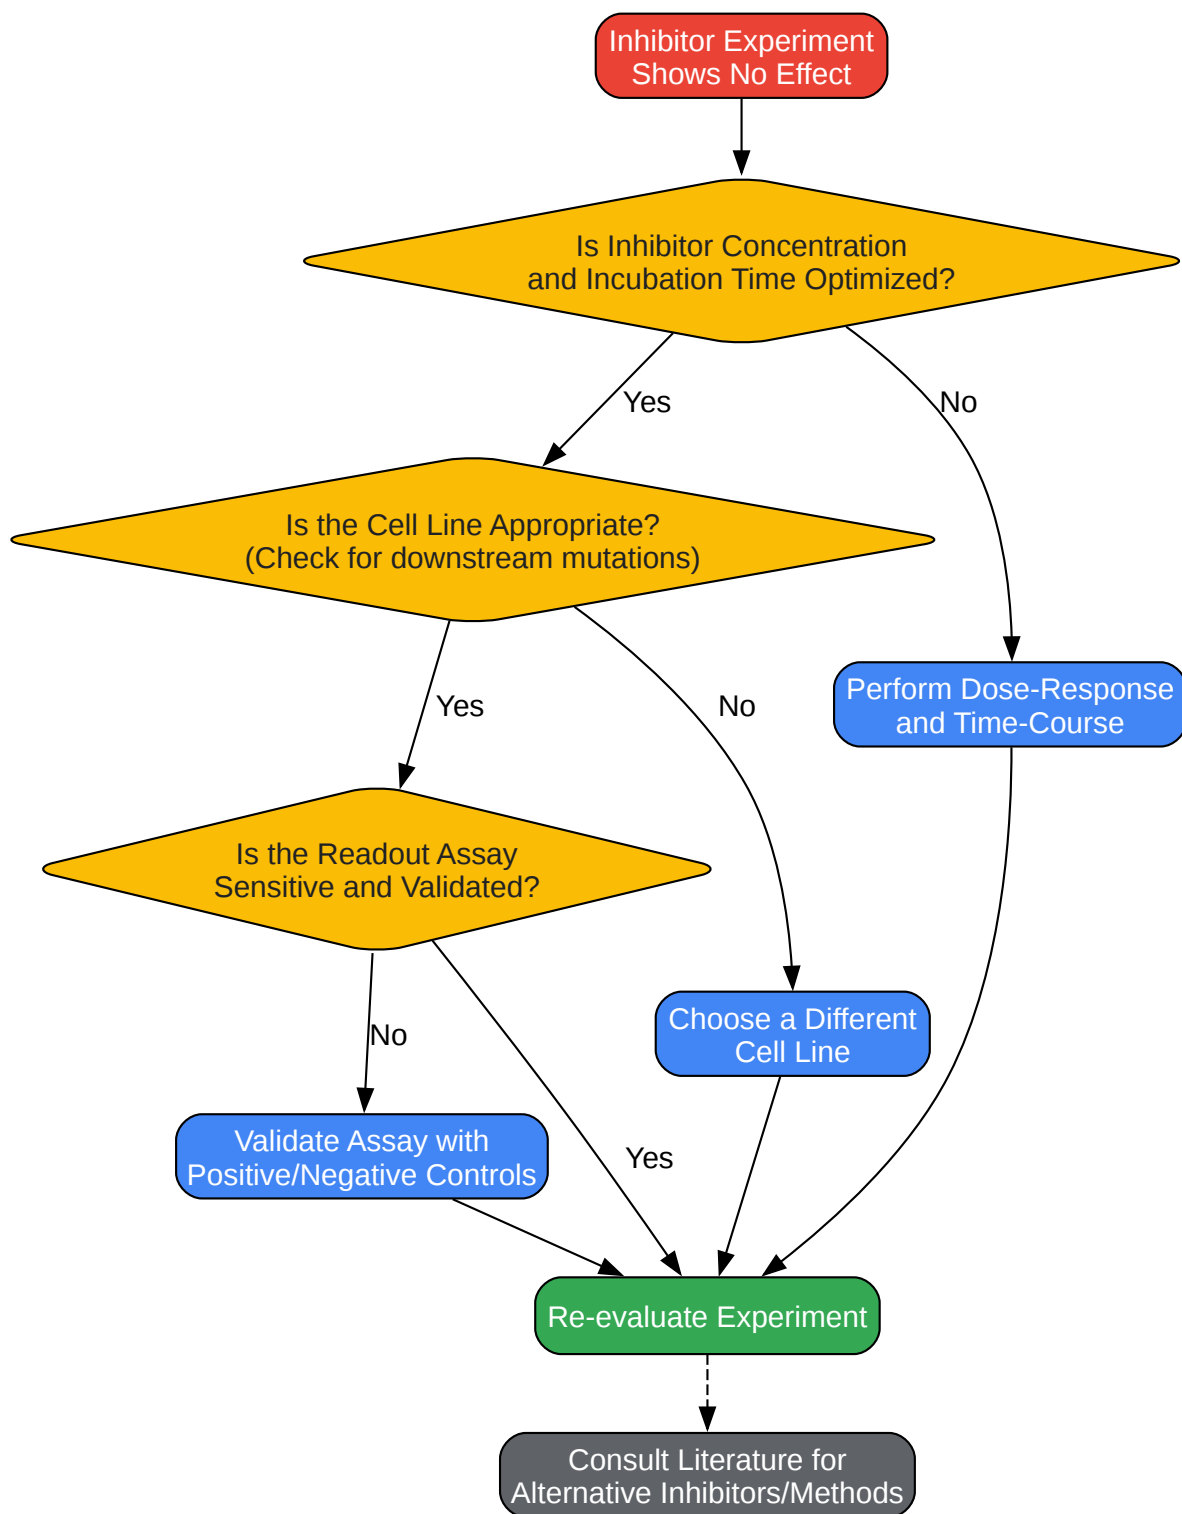 Inhibitor Experiment
Shows No Effect
Is Inhibitor Concentration
and Incubation Time Optimized?
Yes
No
Is the Cell Line Appropriate?
(Check for downstream mutations)
Yes
No
Perform Dose-Response
and Time-Course
Is the Readout Assay
Sensitive and Validated?
No
Choose a Different
Cell Line
Validate Assay with
Positive/Negative Controls
Yes
Re-evaluate Experiment
Consult Literature for
Alternative Inhibitors/Methods